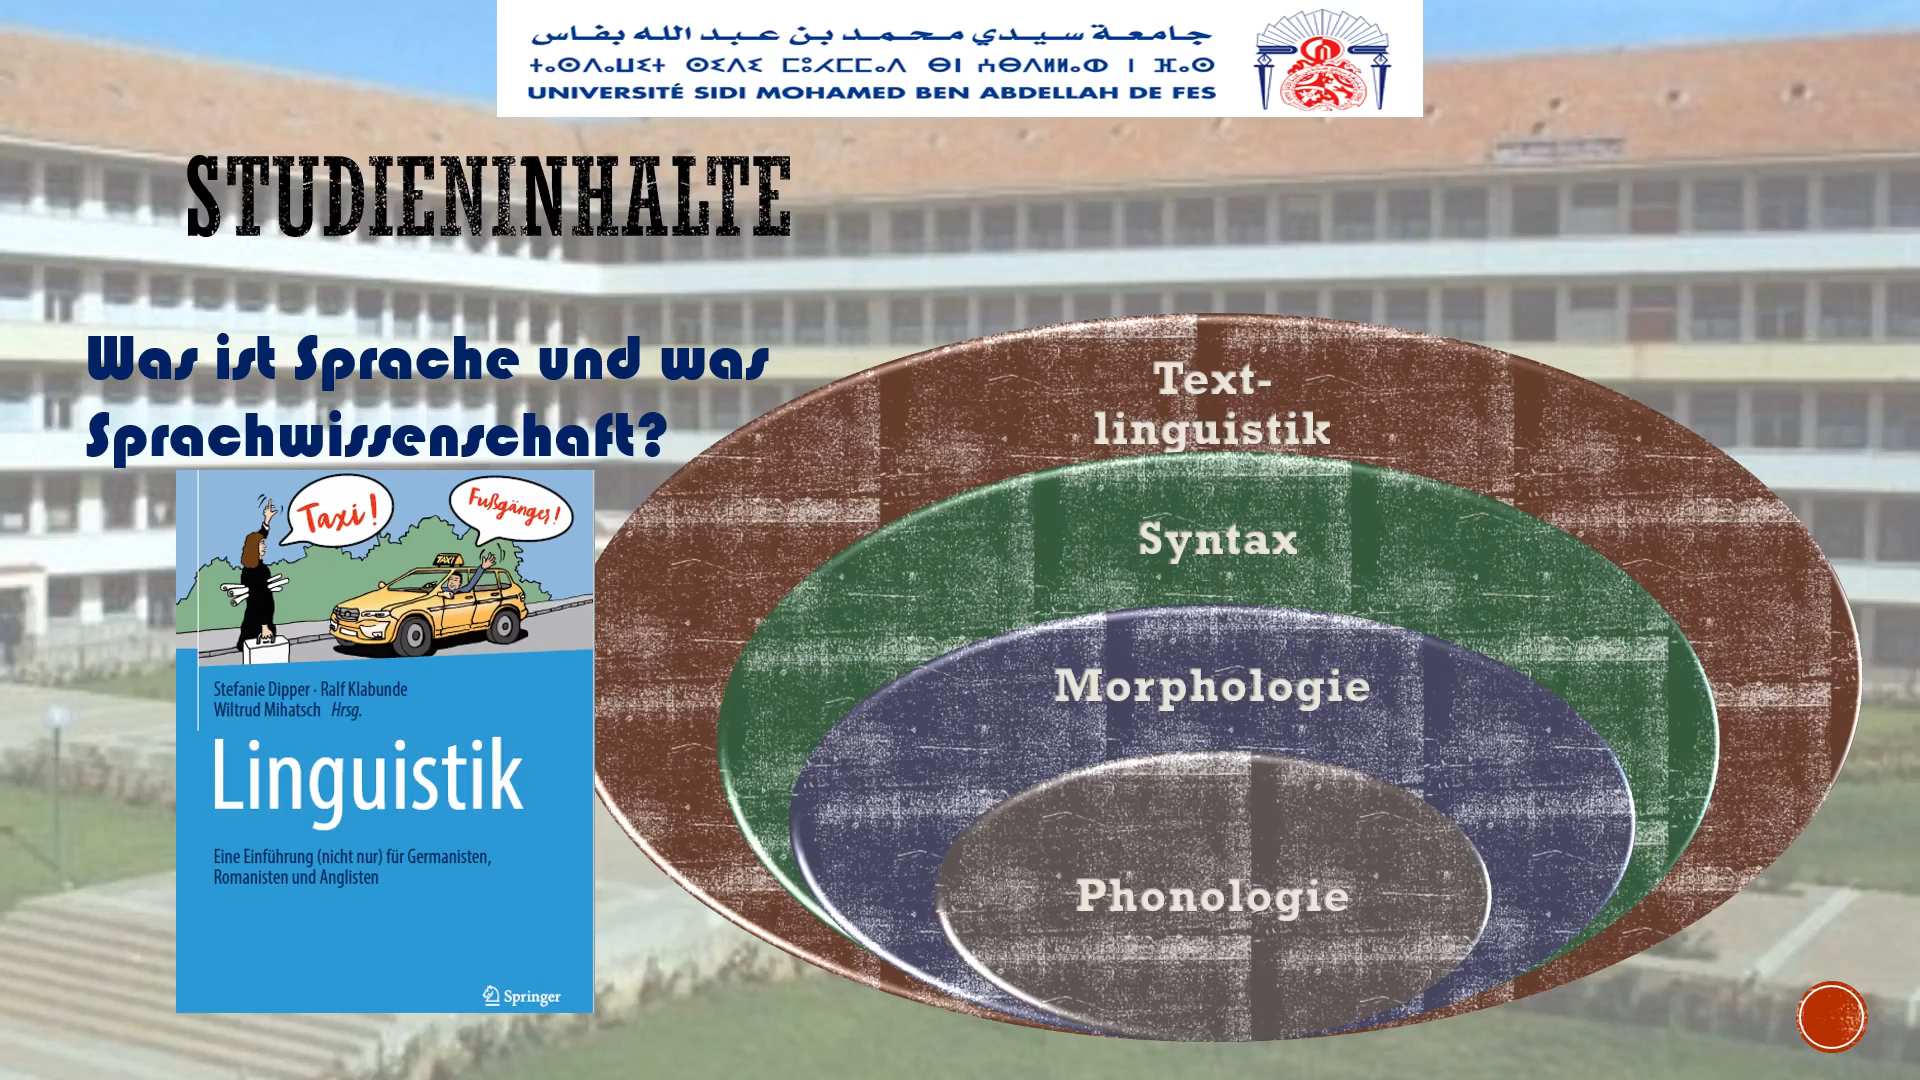 جامعة سيدي محمد بن عبد الله بفاس
ⵜⴰⵙⴷⴰⵡⵉⵜ ⵙⵉⴷⵉ ⵎⵓⵃⵎⵎⴰⴷ ⴱⵏ ⵄⴱⴷⵍⵍⴰⵀ ⵏ ⴼⴰⵙ
UNIVERSITÉ SIDI MOHAMED BEN ABDELLAH DE FES
STUDIENINHALTE
Was ist Sprache und was
Sprachwissenschaft?
Taxi!
Fußgänger!
TAXI
Stefanie Dipper · Ralf Klabunde
Wiltrud Mihatsch Hrsg.
Linguistik
Eine Einführung (nicht nur) für Germanisten,
Romanisten und Anglisten
Springer
Text-
linguistik
Syntax
Morphologie
Phonologie